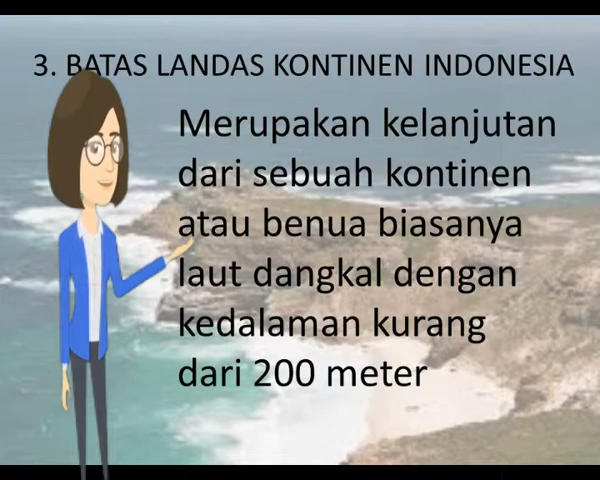 3. BATAS LANDAS KONTINEN INDONESIA
Merupakan kelanjutan
dari sebuah kontinen
atau benua biasanya
laut dangkal dengan
kedalaman kurang
dari 200 meter